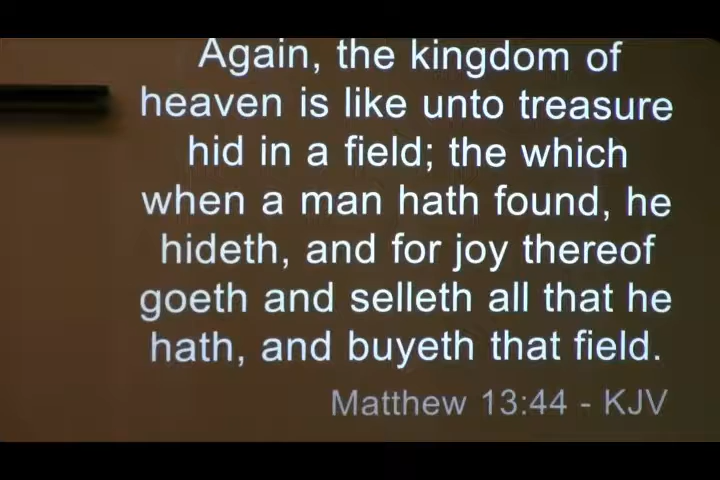 Again, the kingdom of
heaven is like unto treasure
hid in a field; the which
when a man hath found, he
hideth, and for joy thereof
goeth and selleth all that he
hath, and buyeth that field.
Matthew 13:44 - KJV